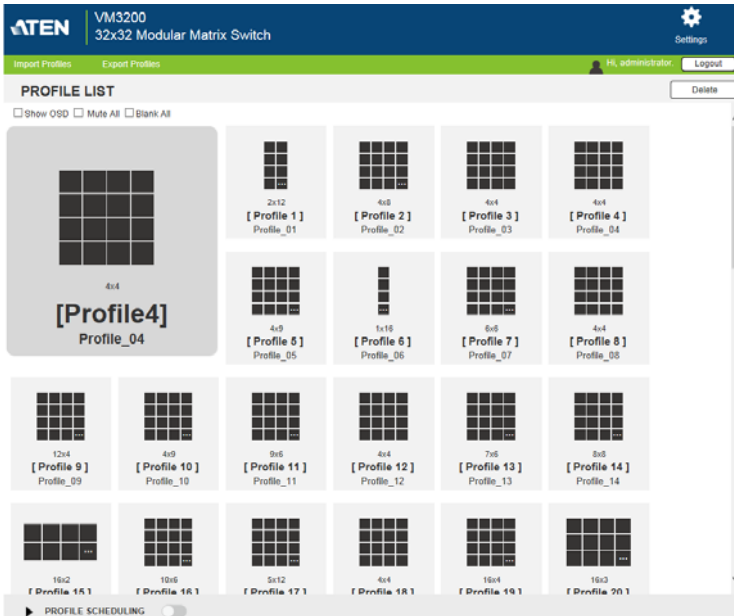 ATEN
VM3200
32x32 Modular Matrix Switch
Settings
Import Profiles Export Profiles Hi, administrator. Logout
PROFILE LIST Delete
Show OSD Mute All Blank All
4x4
[Profile4]
Profile_04
2x12 4x8 4x4 4x4
[ Profile 1 ] [ Profile 2 ] [ Profile 3 ] [ Profile 4 ]
Profile_01 Profile_02 Profile_03 Profile_04
4x9 1x16 6x6 4x4
[ Profile 5 ] [ Profile 6 ] [ Profile 7 ] [ Profile 8 ]
Profile_05 Profile_06 Profile_07 Profile_08
12x4 4x9 9x6 4x4 7x6 8x8
[ Profile 9 ] [ Profile 10 ] [ Profile 11 ] [ Profile 12 ] [ Profile 13 ] [ Profile 14 ]
Profile_09 Profile_10 Profile_11 Profile_12 Profile_13 Profile_14
16x2 10x6 5x12 4x4 16x4 16x3
[ Profile 15 ] [ Profile 16 ] [ Profile 17 ] [ Profile 18 ] [ Profile 19 ] [ Profile 20 ]
PROFILE SCHEDULING